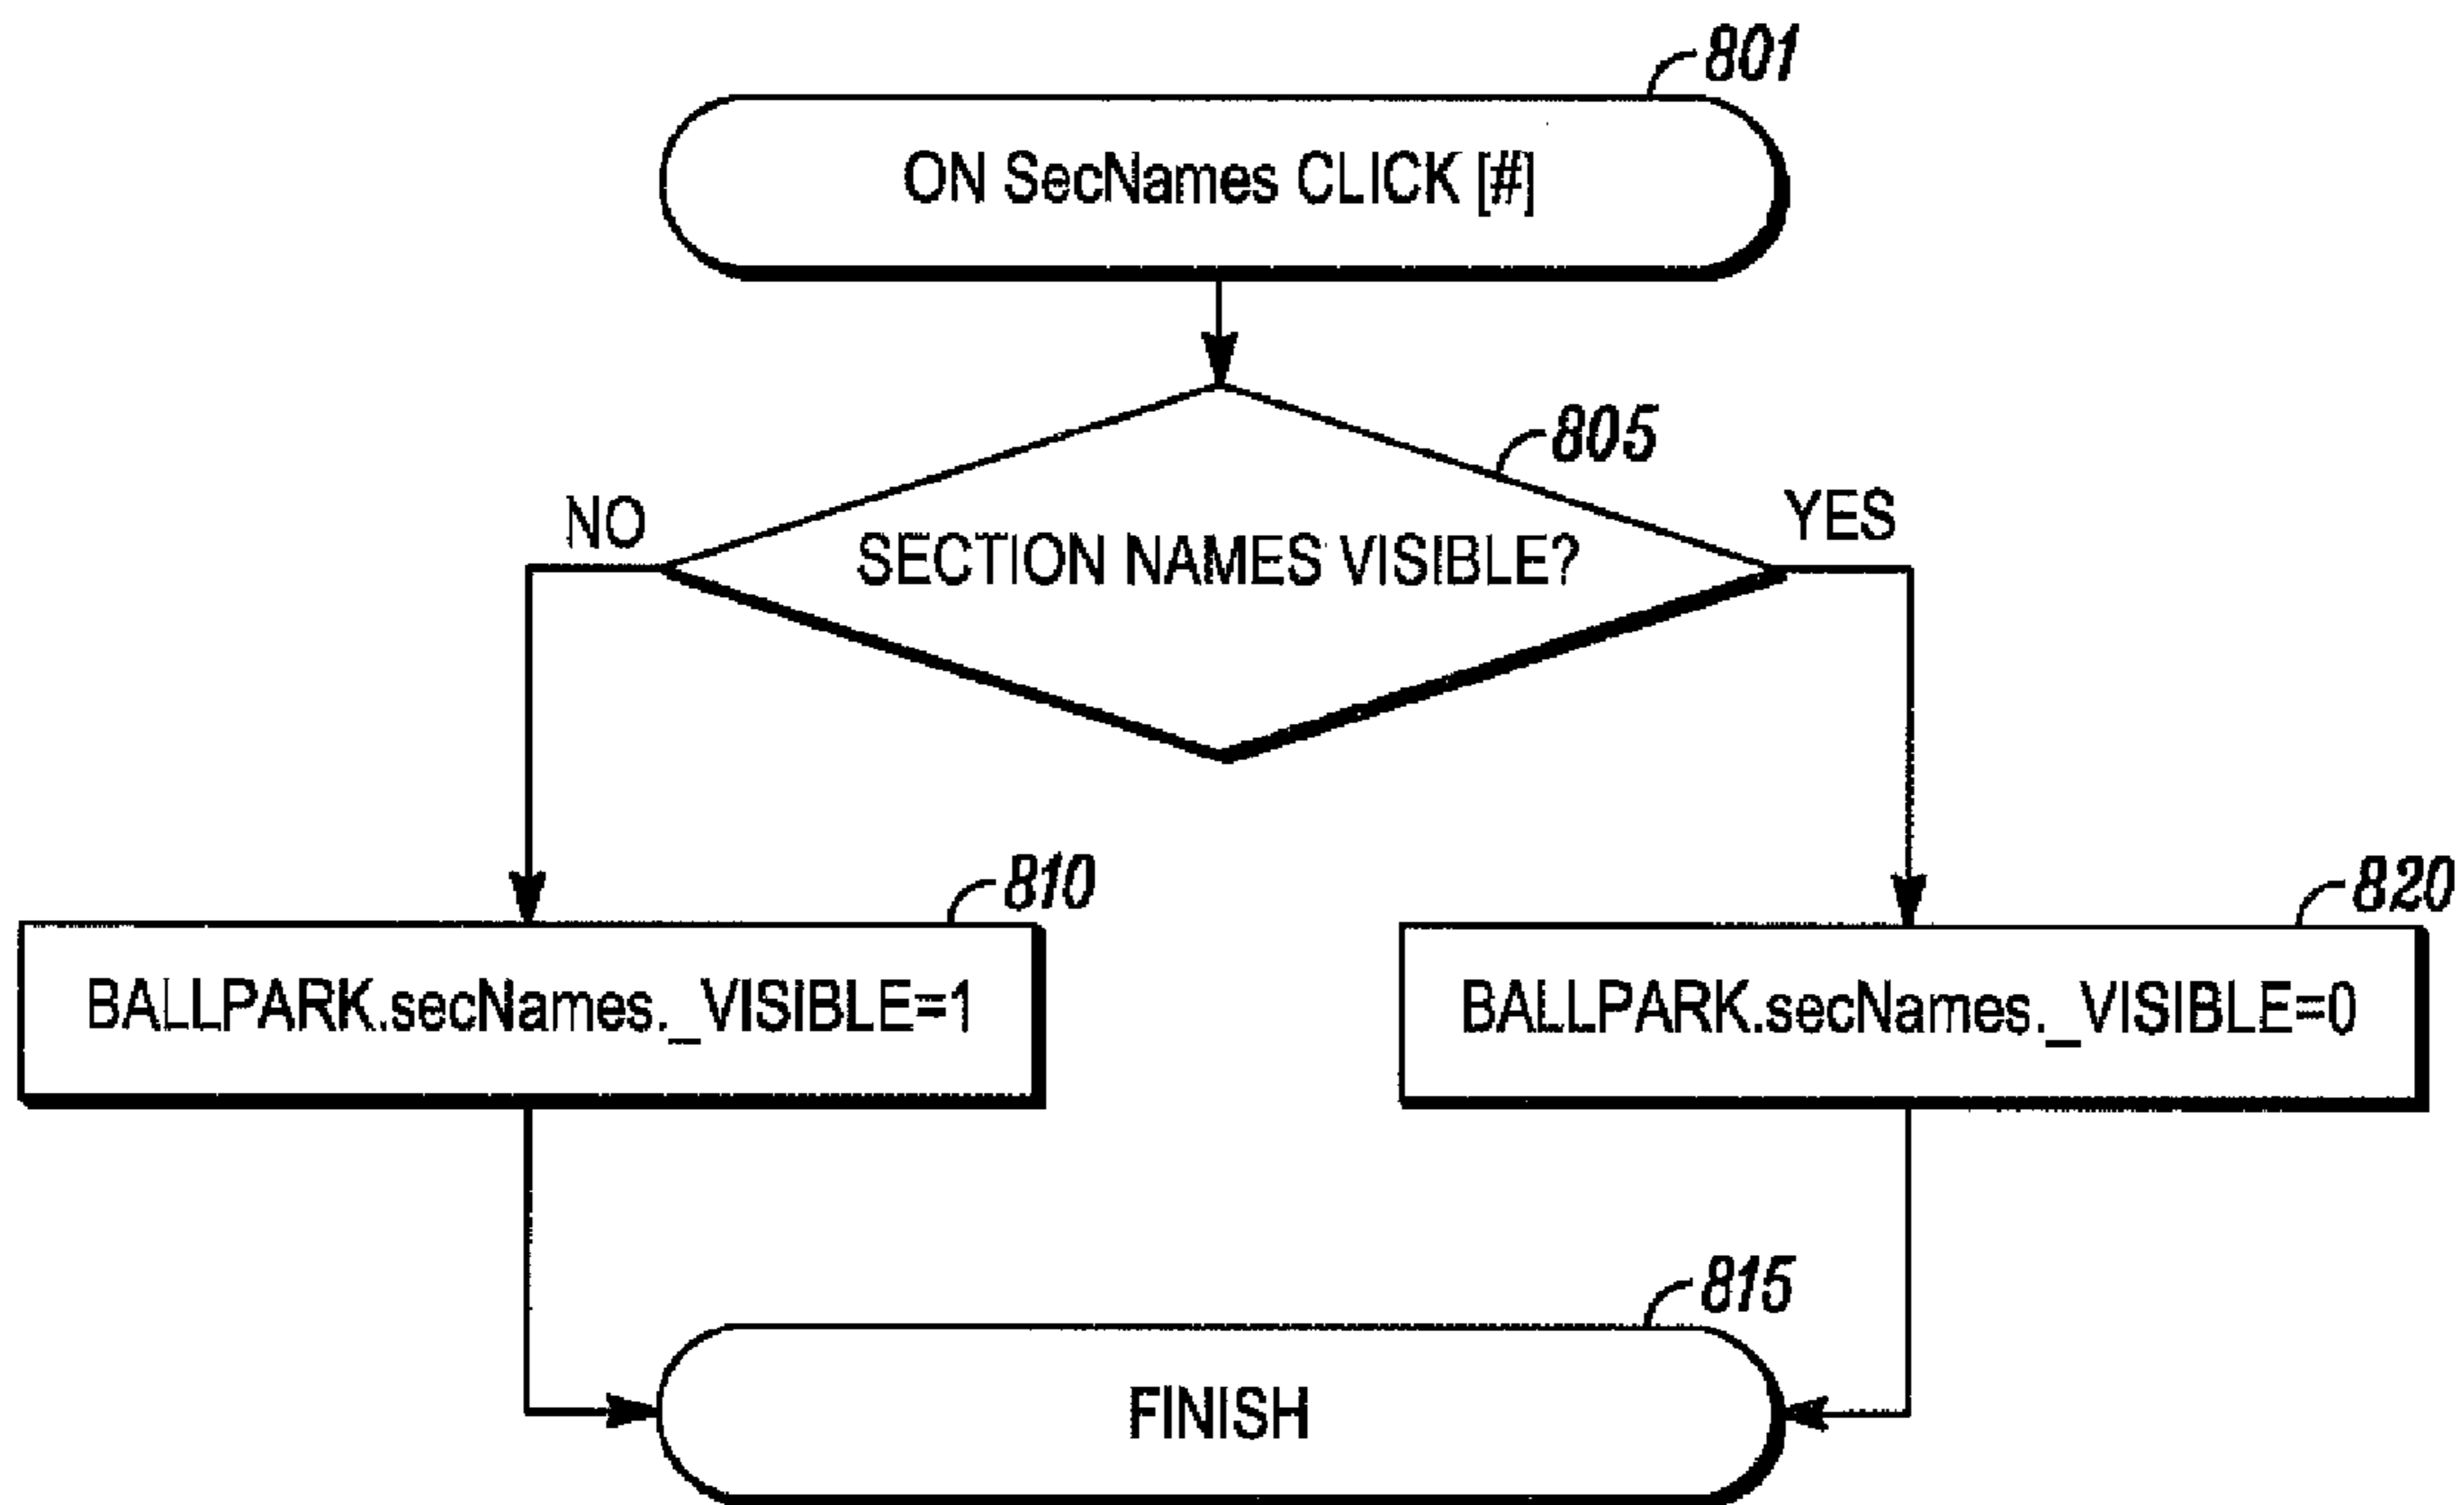 801
ON SecNames CLICK [#]
805
NO
YES
SECTION NAMES VISIBLE?
810
820
BALLPARK.secNames._VISIBLE=1
BALLPARK.secNames._VISIBLE=0
815
FINISH